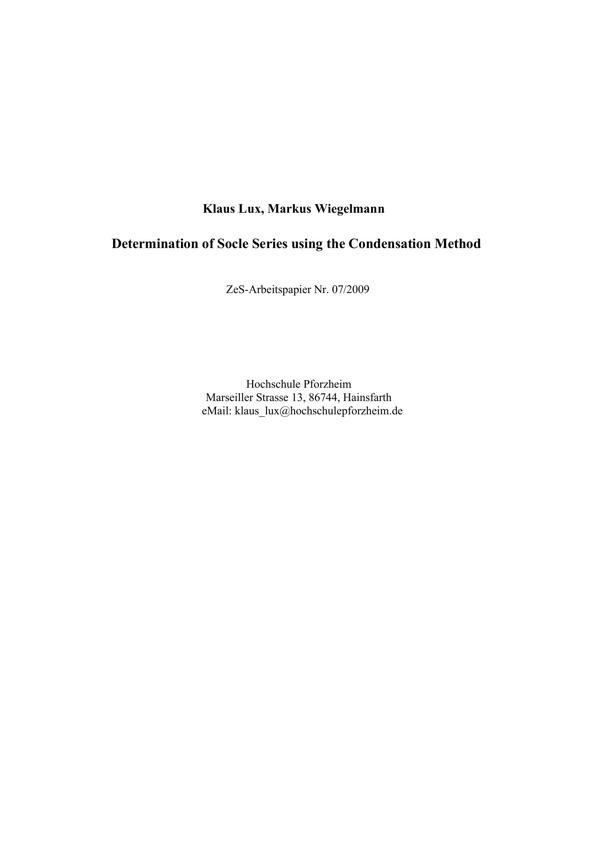 Klaus Lux, Markus Wiegelmann
Determination of Socle Series using the Condensation Method
ZeS-Arbeitspapier Nr. 07/2009
Hochschule Pforzheim
Marseiller Strasse 13, 86744, Hainsfarth
eMail: klaus_lux@hochschulepforzheim.de